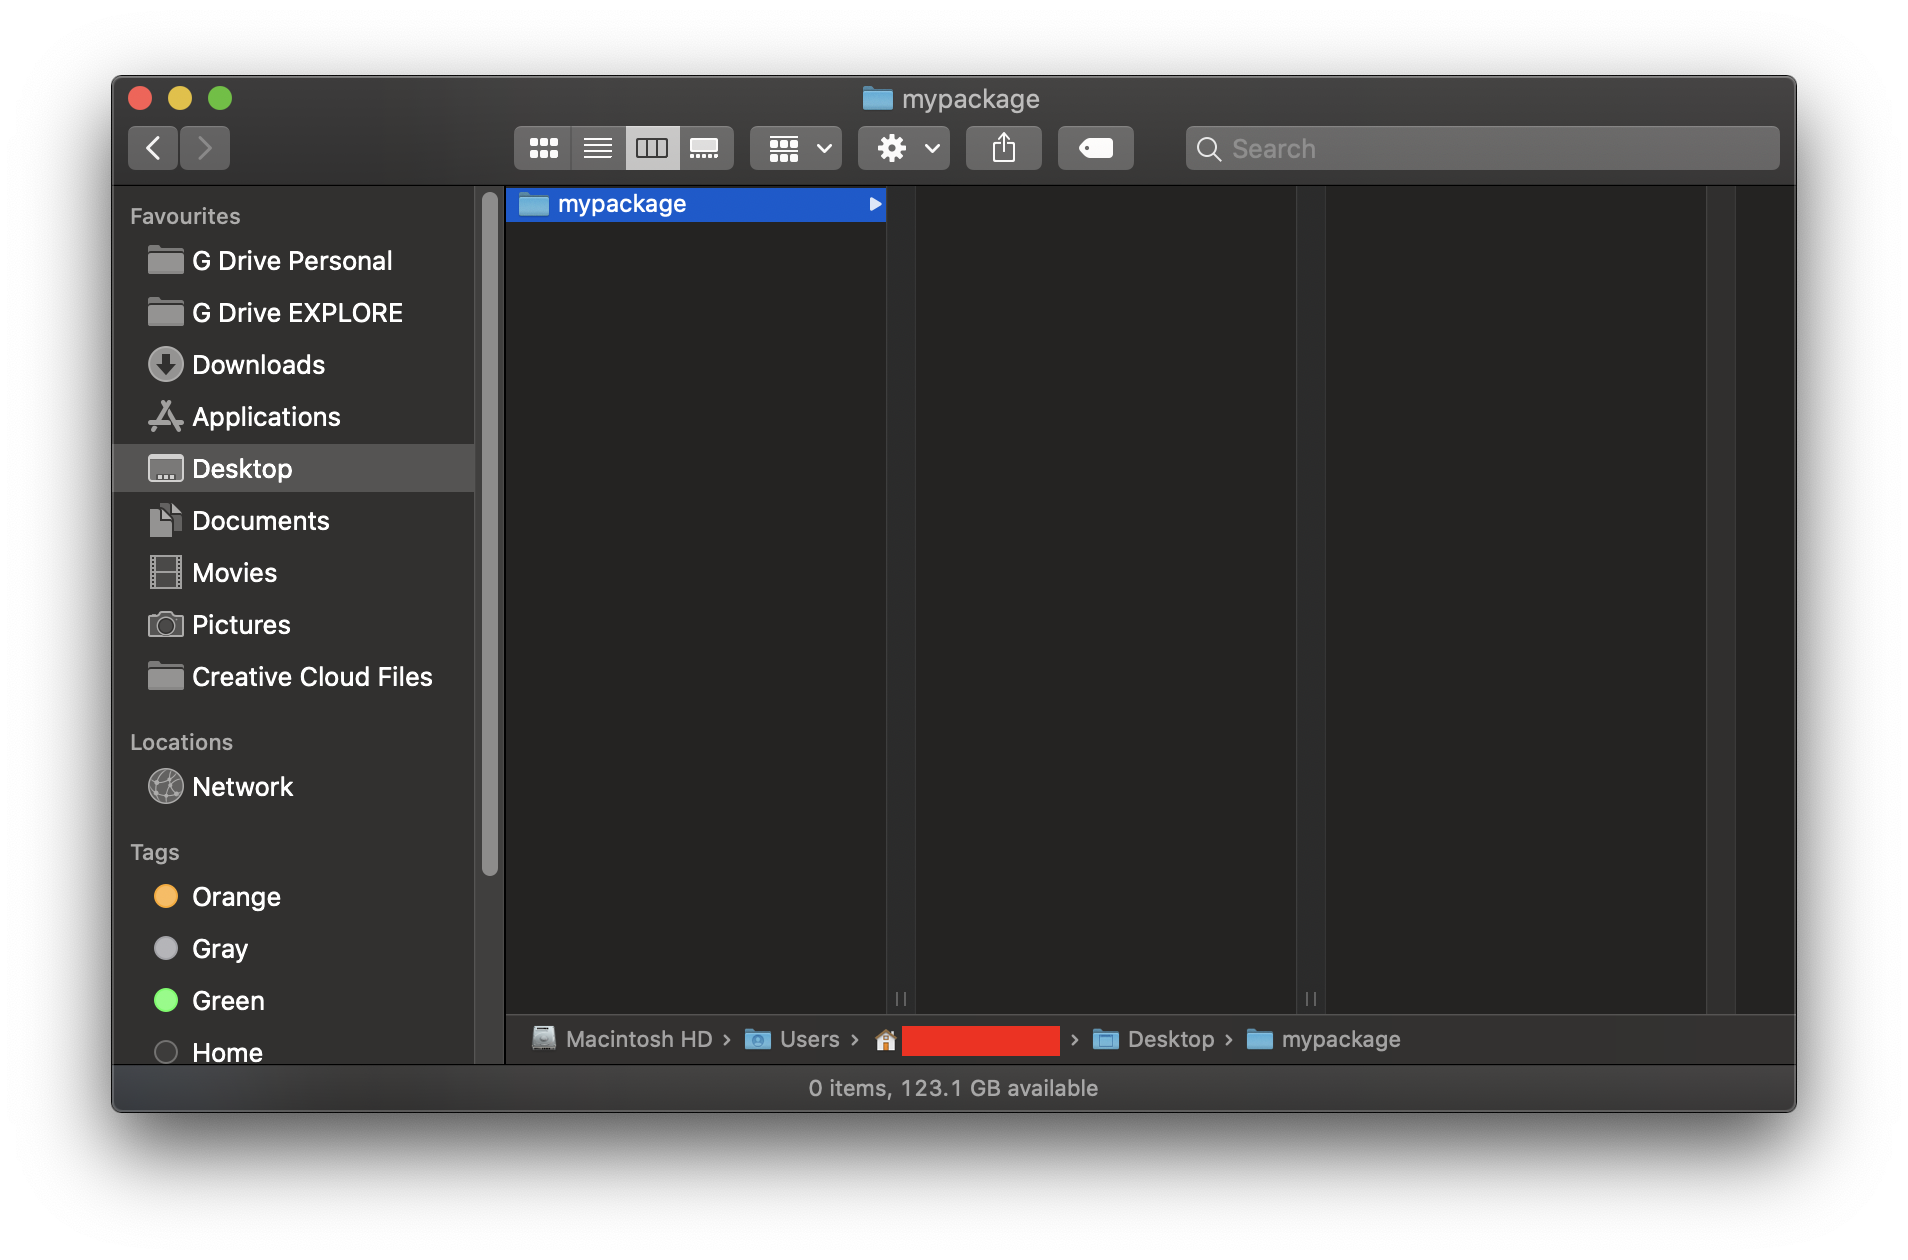 mypackage
Search
Favourites
G Drive Personal
G Drive EXPLORE
Downloads
Applications
Desktop
Documents
Movies
Pictures
Creative Cloud Files
Locations
Network
Tags
Orange
Gray
Green
Home
mypackage
Macintosh HD › Users › › Desktop › mypackage
0 items, 123.1 GB available